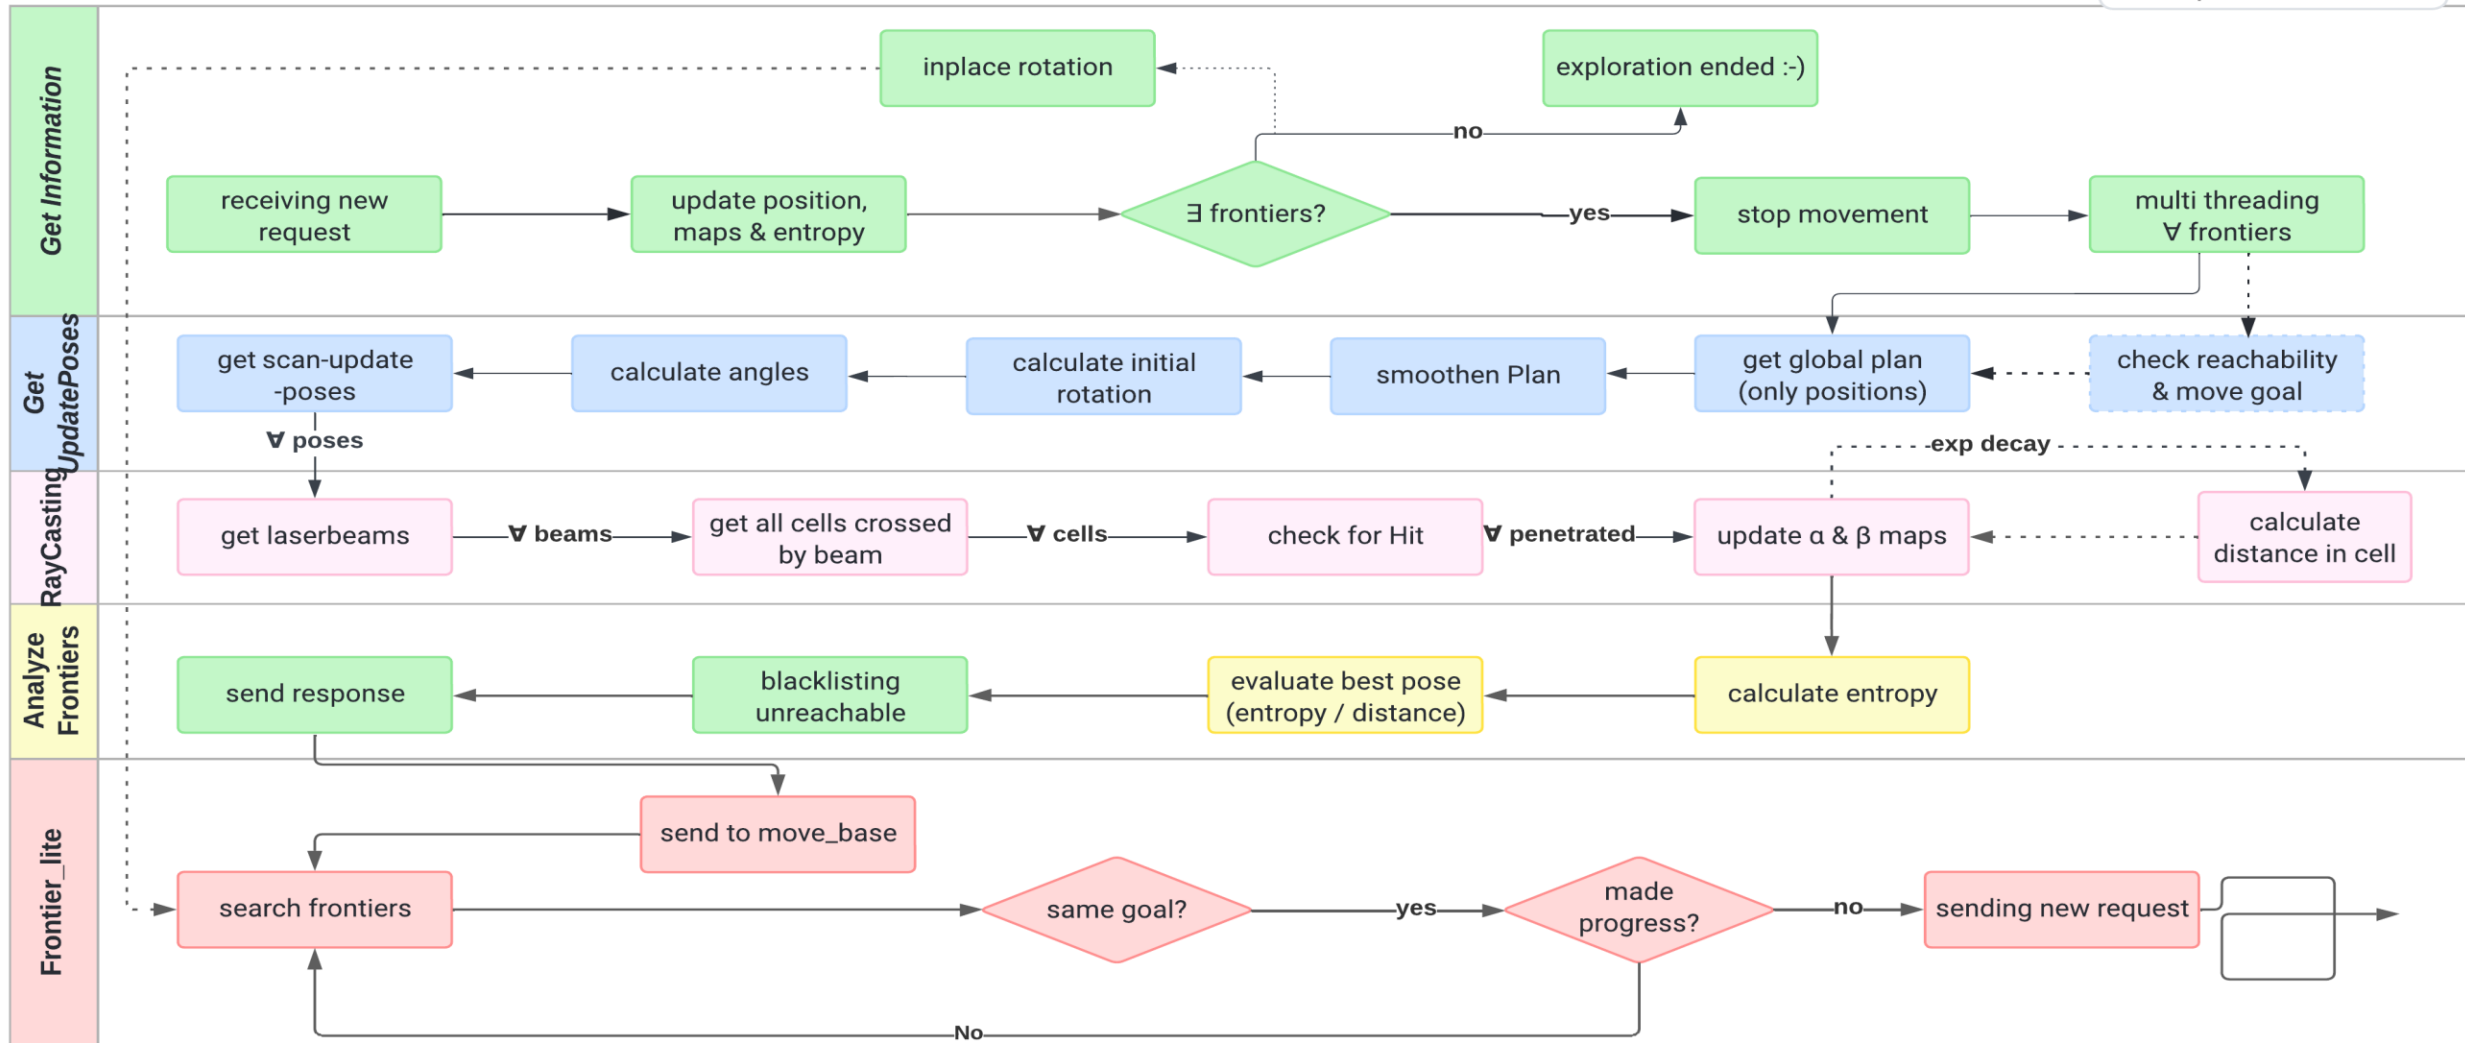 Get Information
inplace rotation
exploration ended :-)
no
receiving new
request
update position,
maps & entropy
∃ frontiers?
yes
stop movement
multi threading
∀ frontiers
Get
UpdatePoses
get scan-update
-poses
calculate angles
calculate initial
rotation
smoothen Plan
get global plan
(only positions)
check reachability
& move goal
∀ poses
exp decay
RayCasting
get laserbeams
∀ beams
get all cells crossed
by beam
∀ cells
check for Hit
∀ penetrated
update α & β maps
calculate
distance in cell
Analyze
Frontiers
send response
blacklisting
unreachable
evaluate best pose
(entropy / distance)
calculate entropy
Frontier_lite
send to move_base
search frontiers
same goal?
yes
made
progress?
no
sending new request
No